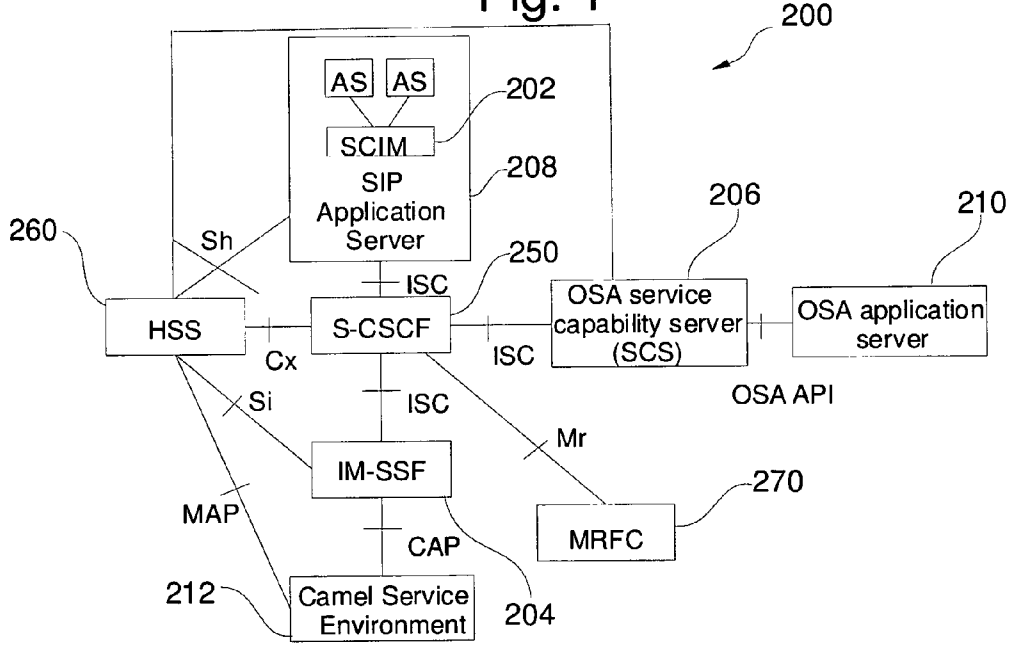 200
AS AS
202
SCIM
208
SIP
Application
Server
206
210
260
Sh
250
ISC
HSS
S-CSCF
OSA service
capability server
(SCS)
OSA application
server
Cx
ISC
OSA API
Si
ISC
Mr
IM-SSF
270
MAP
CAP
MRFC
212
Camel Service
Environment
204